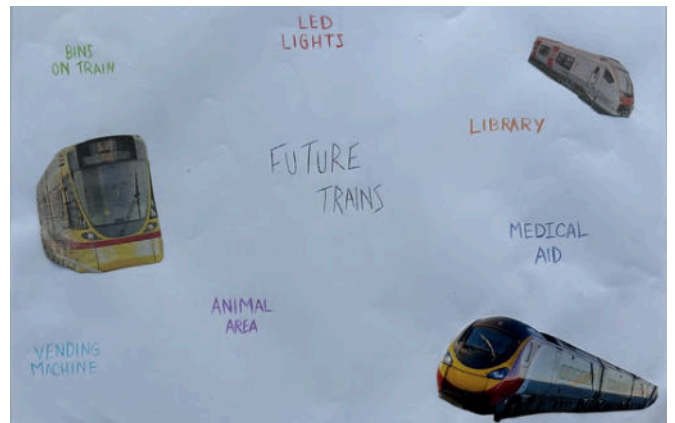 LED
LIGHTS
BINS
ON TRAIN
LIBRARY
FUTURE
TRAINS
MEDICAL
AID
ANIMAL
AREA
VENDING
MACHINE